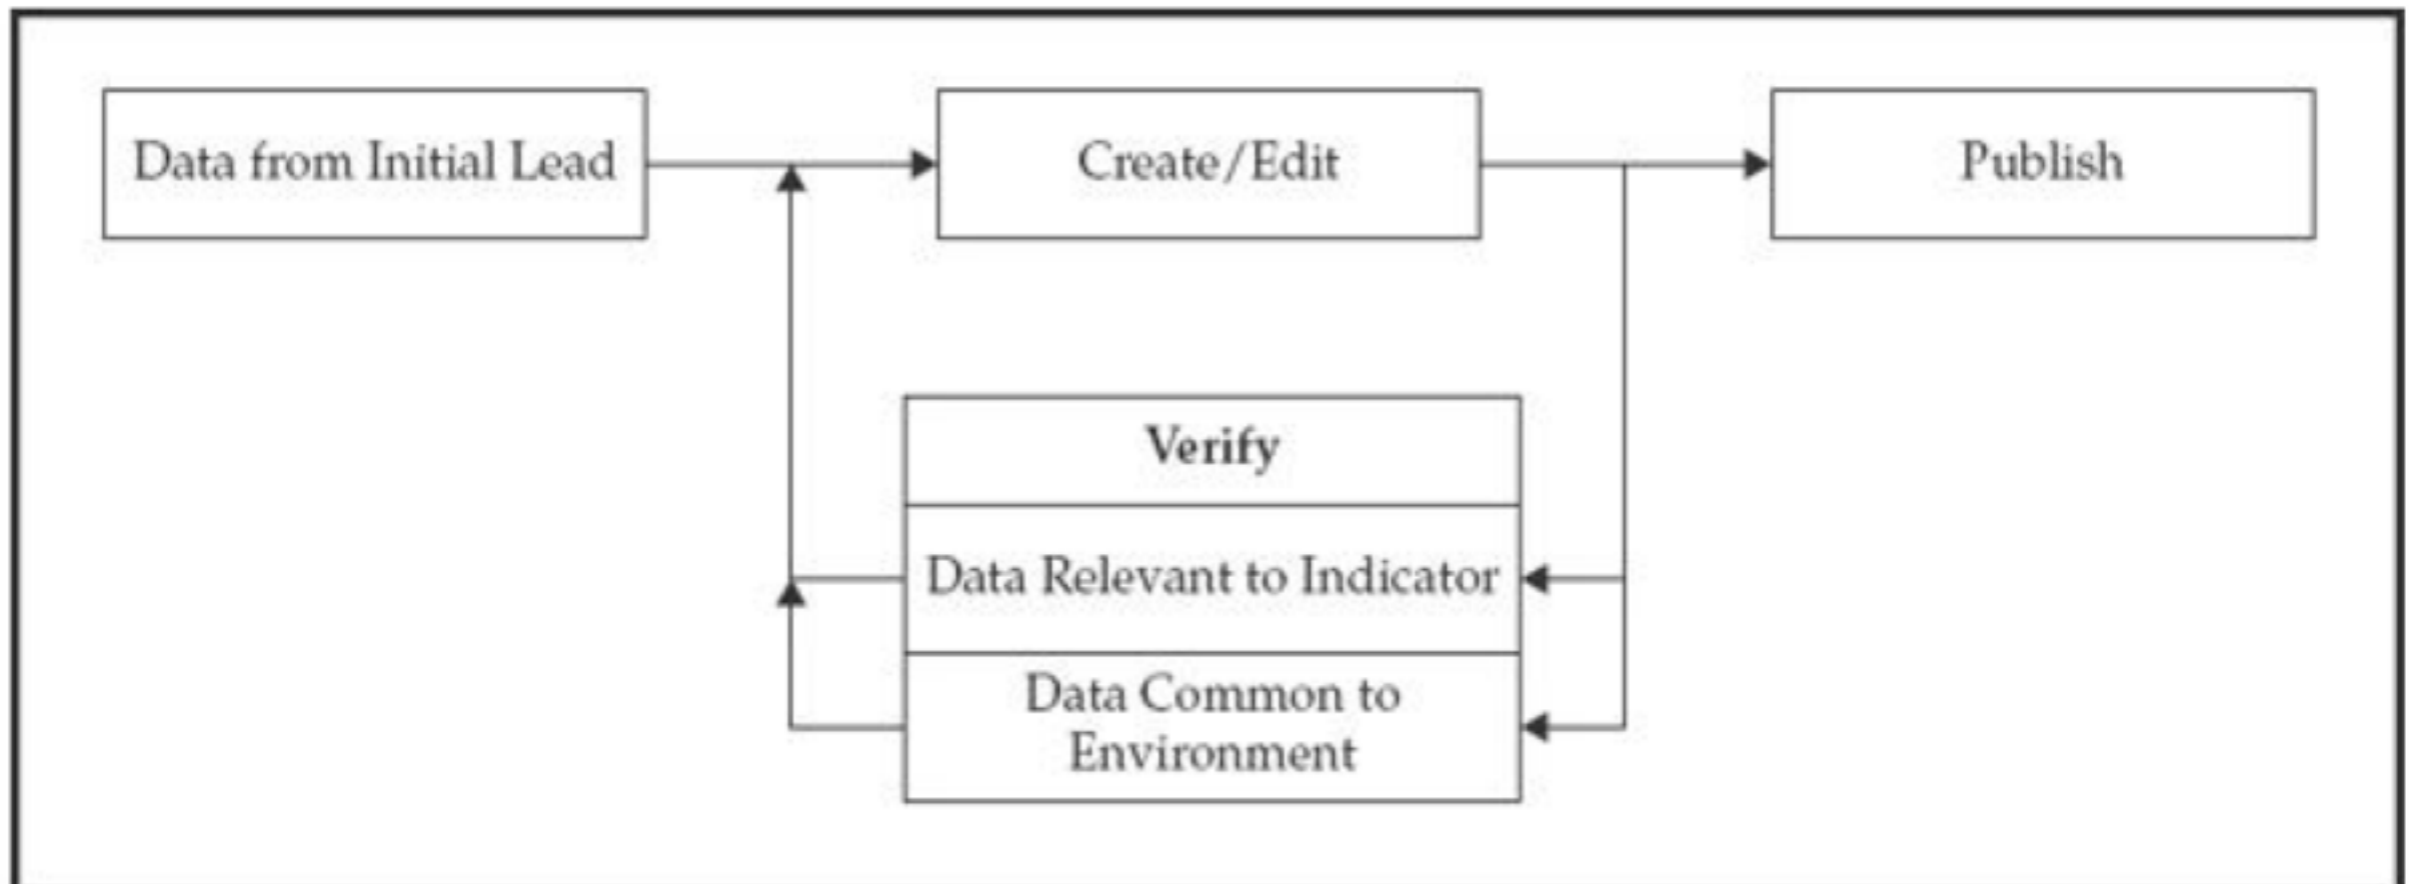 Data from Initial Lead
Create/Edit
Publish
Verify
Data Relevant to Indicator
Data Common to
Environment